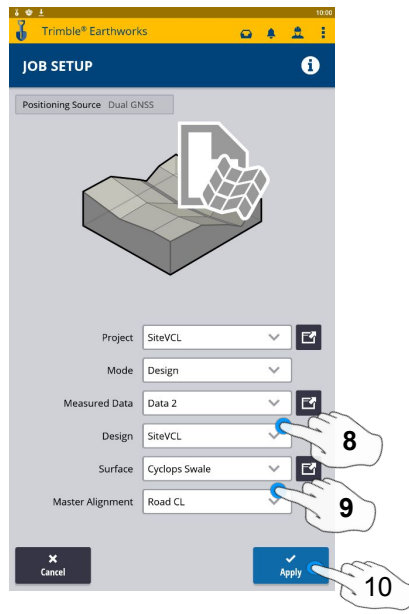 10:00
Trimble® Earthworks
JOB SETUP
Positioning Source Dual GNSS
Project SiteVCL
Mode Design
Measured Data Data 2
Design SiteVCL
8
Surface Cyclops Swale
Master Alignment Road CL
9
Cancel
Apply
10